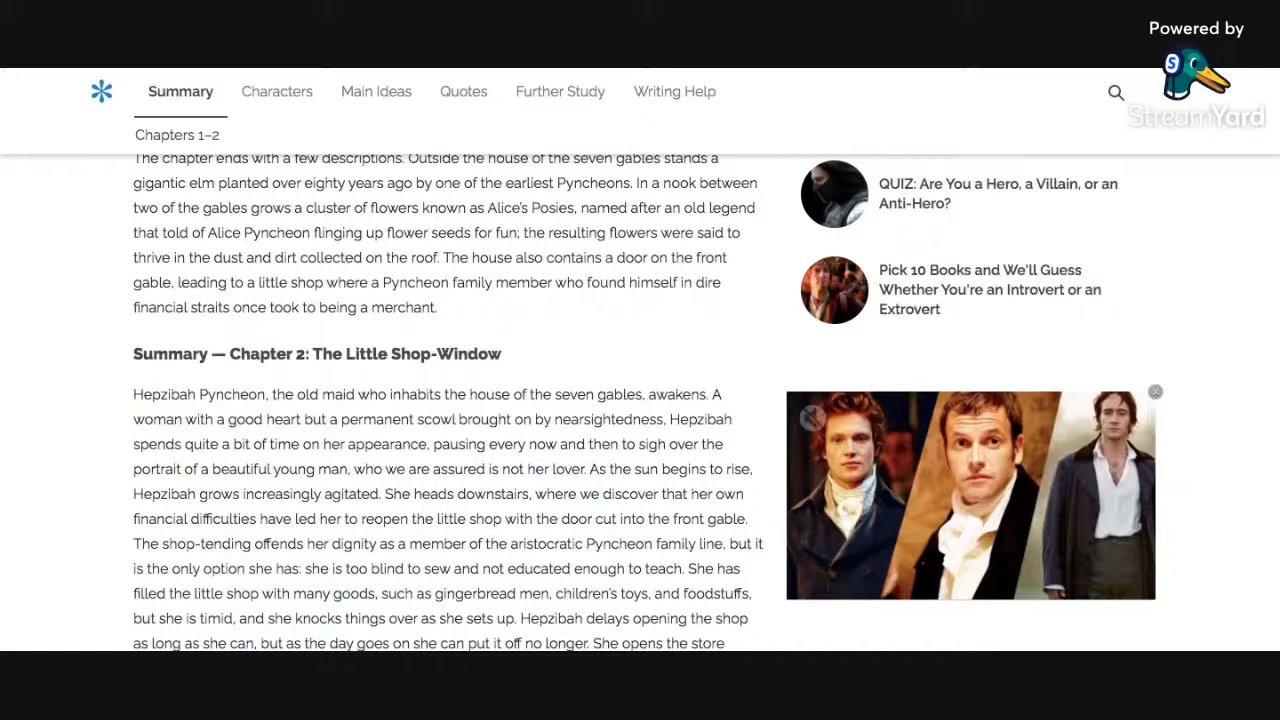 Powered by
StreamYard
Summary Characters Main Ideas Quotes Further Study Writing Help
Chapters 1–2
The chapter ends with a few descriptions. Outside the house of the seven gables stands a
gigantic elm planted over eighty years ago by one of the earliest Pyncheons. In a nook between
two of the gables grows a cluster of flowers known as Alice's Posies, named after an old legend
that told of Alice Pyncheon flinging up flower seeds for fun; the resulting flowers were said to
thrive in the dust and dirt collected on the roof. The house also contains a door on the front
gable, leading to a little shop where a Pyncheon family member who found himself in dire
financial straits once took to being a merchant.
Summary — Chapter 2: The Little Shop-Window
Hepzibah Pyncheon, the old maid who inhabits the house of the seven gables, awakens. A
woman with a good heart but a permanent scowl brought on by nearsightedness, Hepzibah
spends quite a bit of time on her appearance, pausing every now and then to sigh over the
portrait of a beautiful young man, who we are assured is not her lover. As the sun begins to rise,
Hepzibah grows increasingly agitated. She heads downstairs, where we discover that her own
financial difficulties have led her to reopen the little shop with the door cut into the front gable.
The shop-tending offends her dignity as a member of the aristocratic Pyncheon family line, but it
is the only option she has: she is too blind to sew and not educated enough to teach. She has
filled the little shop with many goods, such as gingerbread men, children's toys, and foodstuffs,
but she is timid, and she knocks things over as she sets up. Hepzibah delays opening the shop
as long as she can, but as the day goes on she can put it off no longer. She opens the store
QUIZ: Are You a Hero, a Villain, or an
Anti-Hero?
Pick 10 Books and We'll Guess
Whether You're an Introvert or an
Extrovert